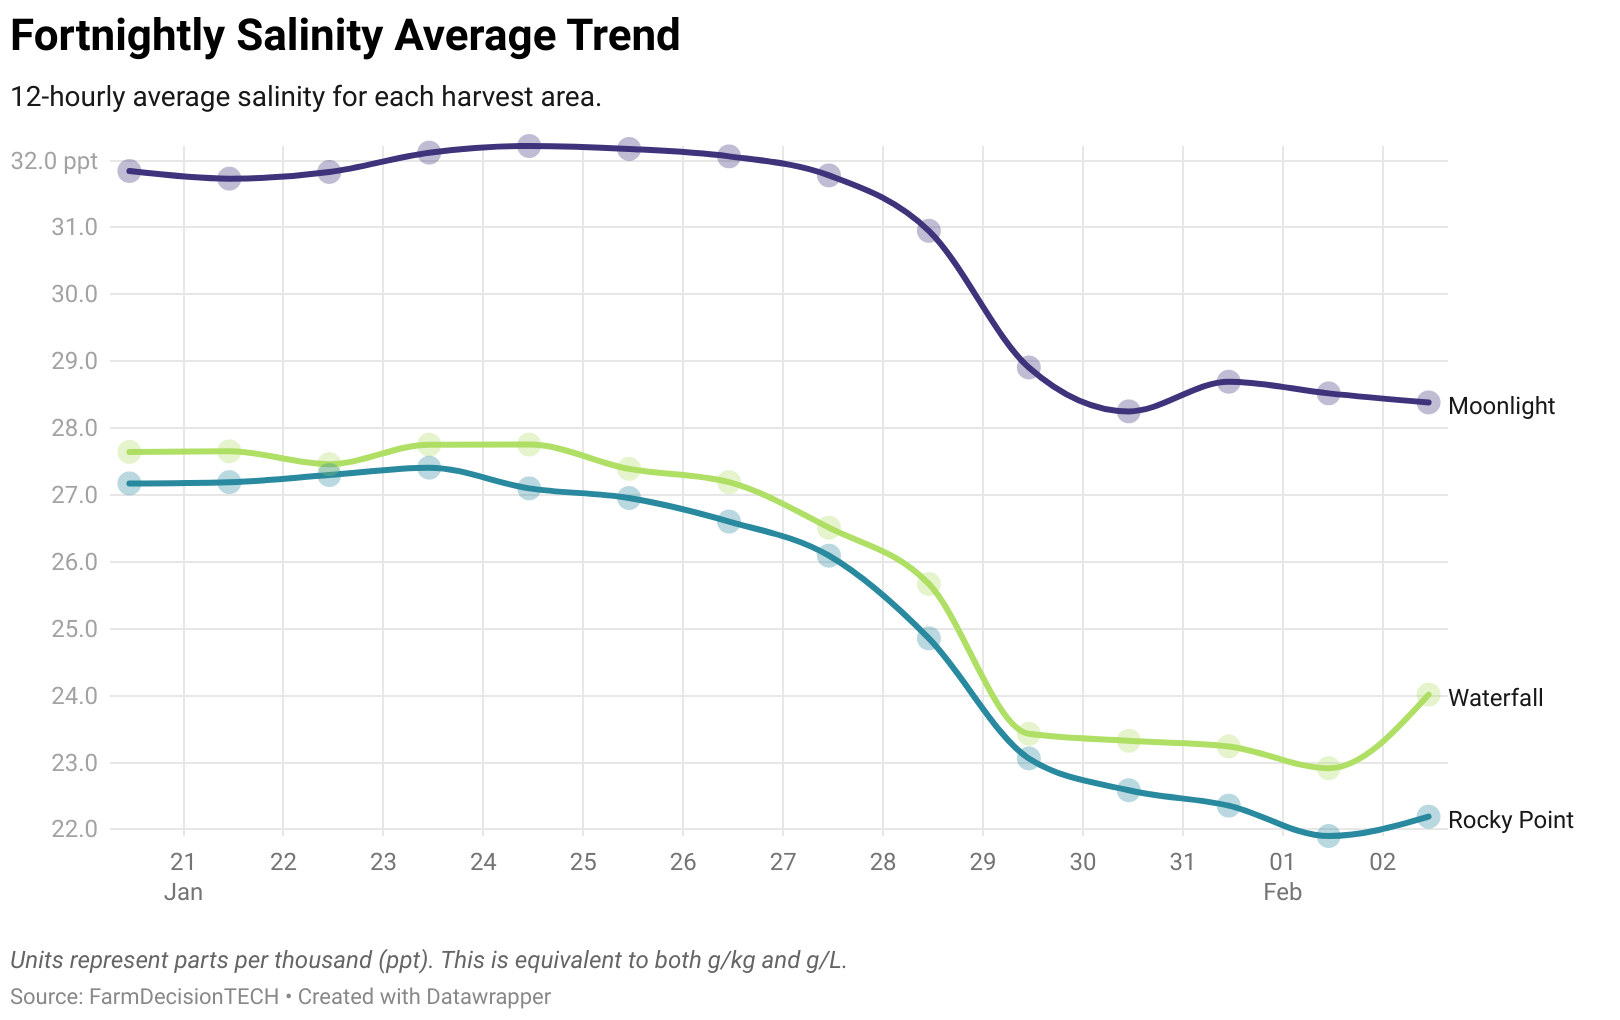 Fortnightly Salinity Average Trend
12-hourly average salinity for each harvest area.
32.0 ppt
31.0
30.0
29.0
28.0
27.0
26.0
25.0
24.0
23.0
22.0
Moonlight
Waterfall
Rocky Point
21 22 23 24 25 26 27 28 29 30 31 01 02
Jan Feb
Units represent parts per thousand (ppt). This is equivalent to both g/kg and g/L.
Source: FarmDecisionTECH • Created with Datawrapper